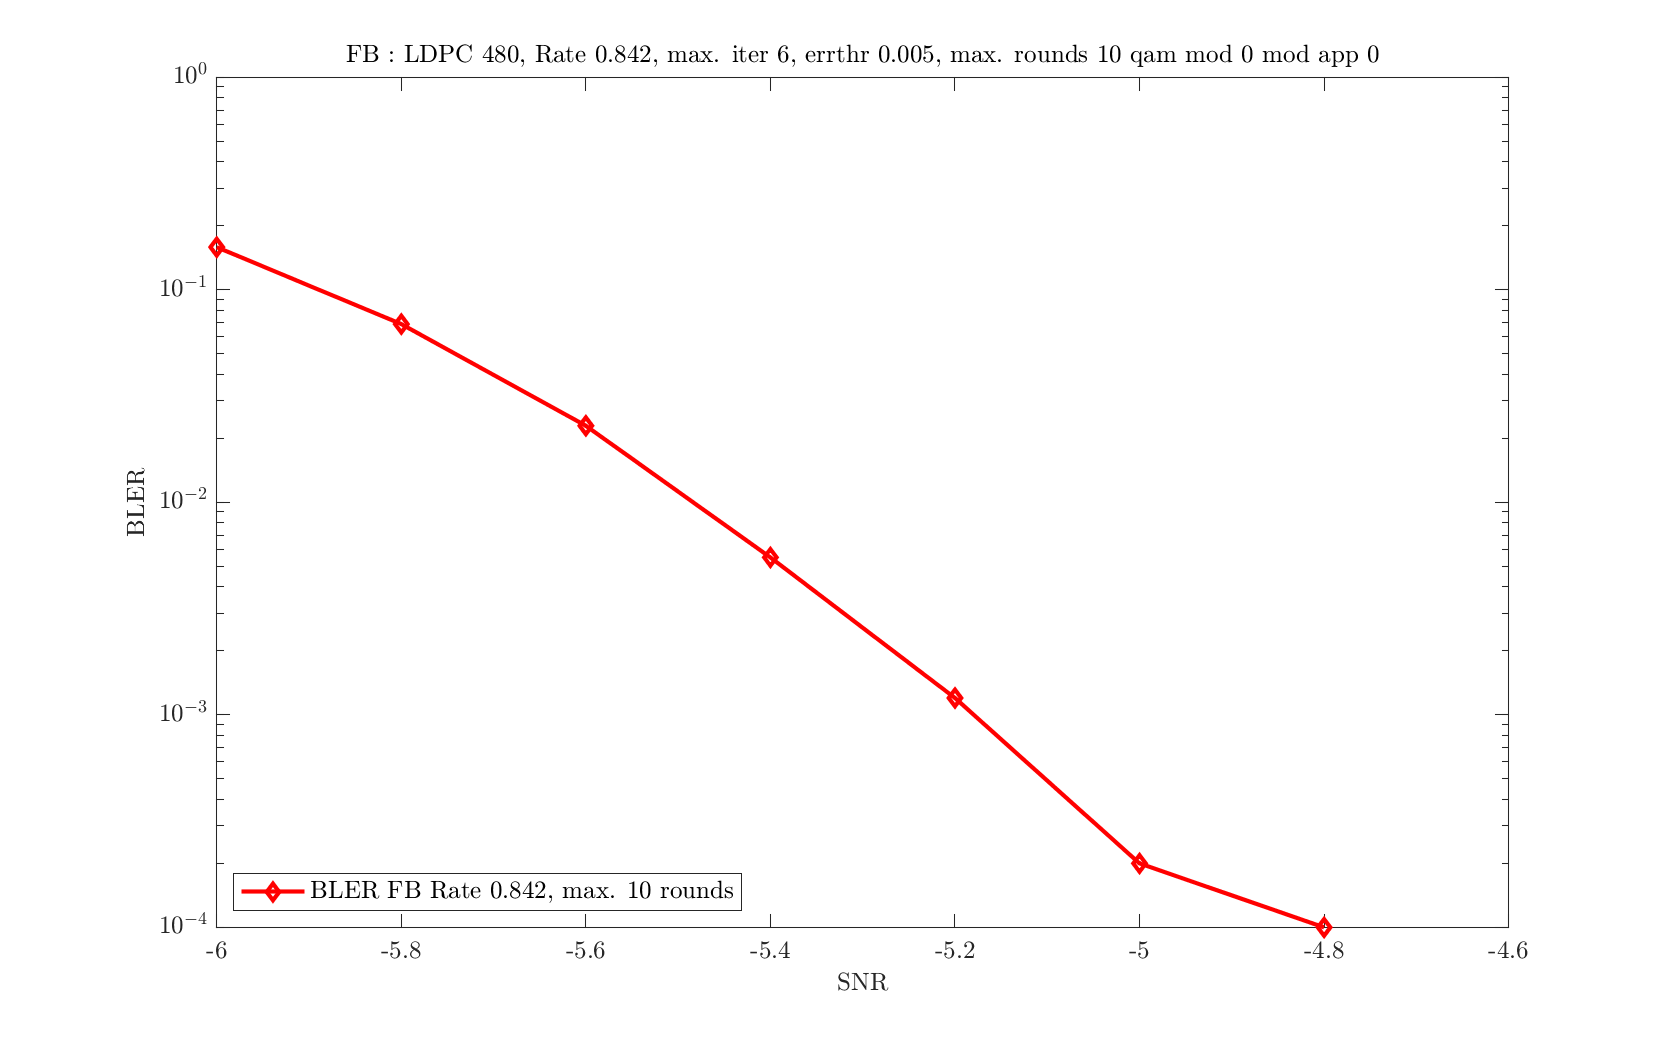 FB : LDPC 480, Rate 0.842, max. iter 6, errthr 0.005, max. rounds 10 qam mod 0 mod app 0
10^0
10^-1
10^-2
10^-3
10^-4
BLER
BLER FB Rate 0.842, max. 10 rounds
-6 -5.8 -5.6 -5.4 -5.2 -5 -4.8 -4.6
SNR